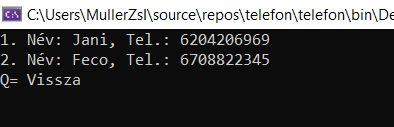 C:\Users\MullerZsl\source\repos\telefon\telefon\bin\De
1. Név: Jani, Tel.: 6204206969
2. Név: Feco, Tel.: 6708822345
Q= Vissza